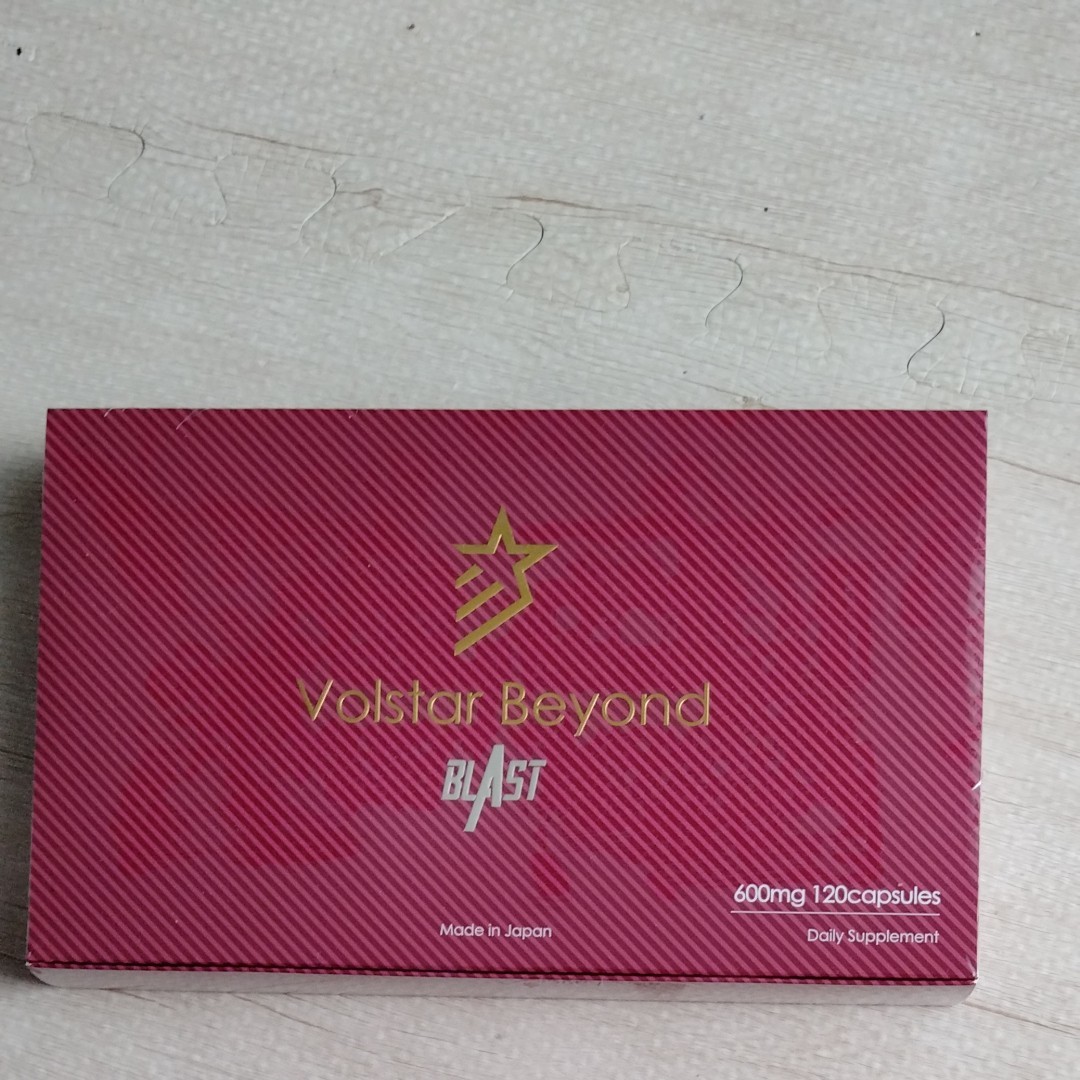 Volstar Beyond
BLAST
600mg 120capsules
Made in Japan
Daily Supplement